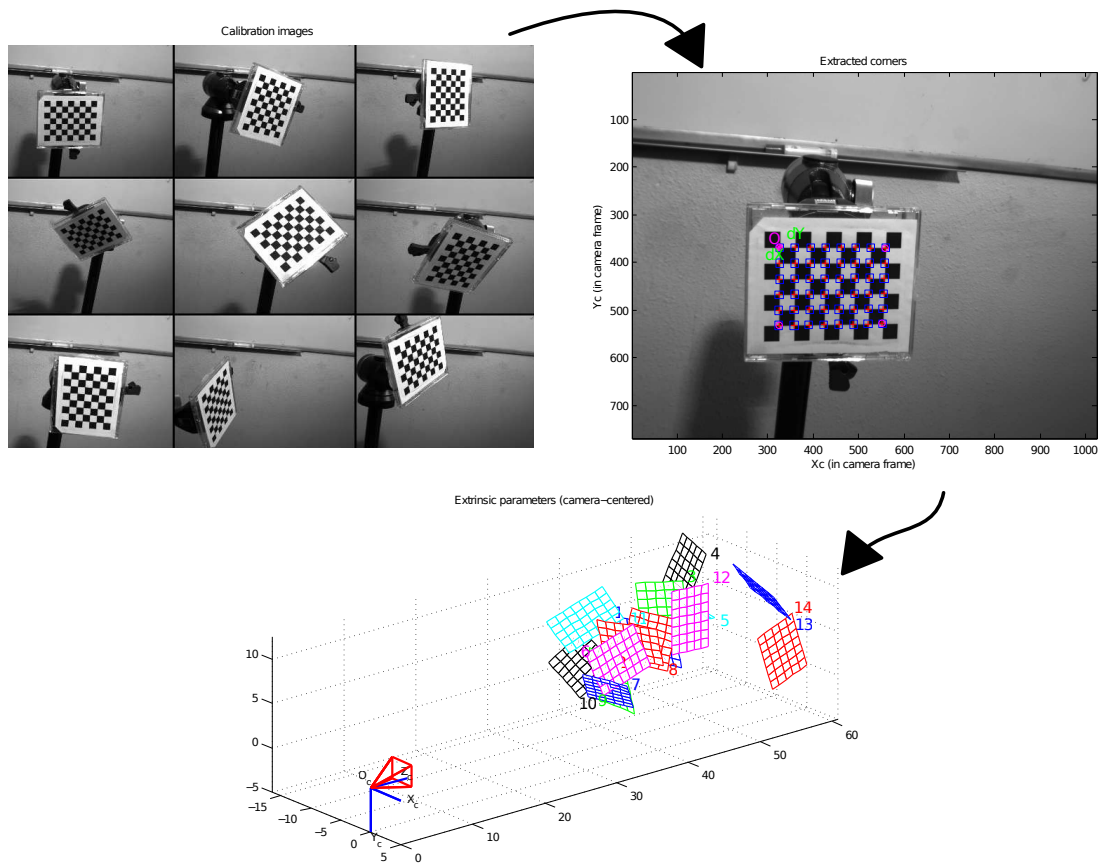 Calibration images
Extracted corners
100
200
300
400
500
600
700
Yc (in camera frame)
O
dY
dX
100 200 300 400 500 600 700 800 900 1000
Xc (in camera frame)
Extrinsic parameters (camera−centered)
4
12
1
5
14
13
8
7
10
10
5
0
−5
−15
−10
−5
0
5
0
10
20
30
40
50
60
Oc
Zc
Xc
Yc